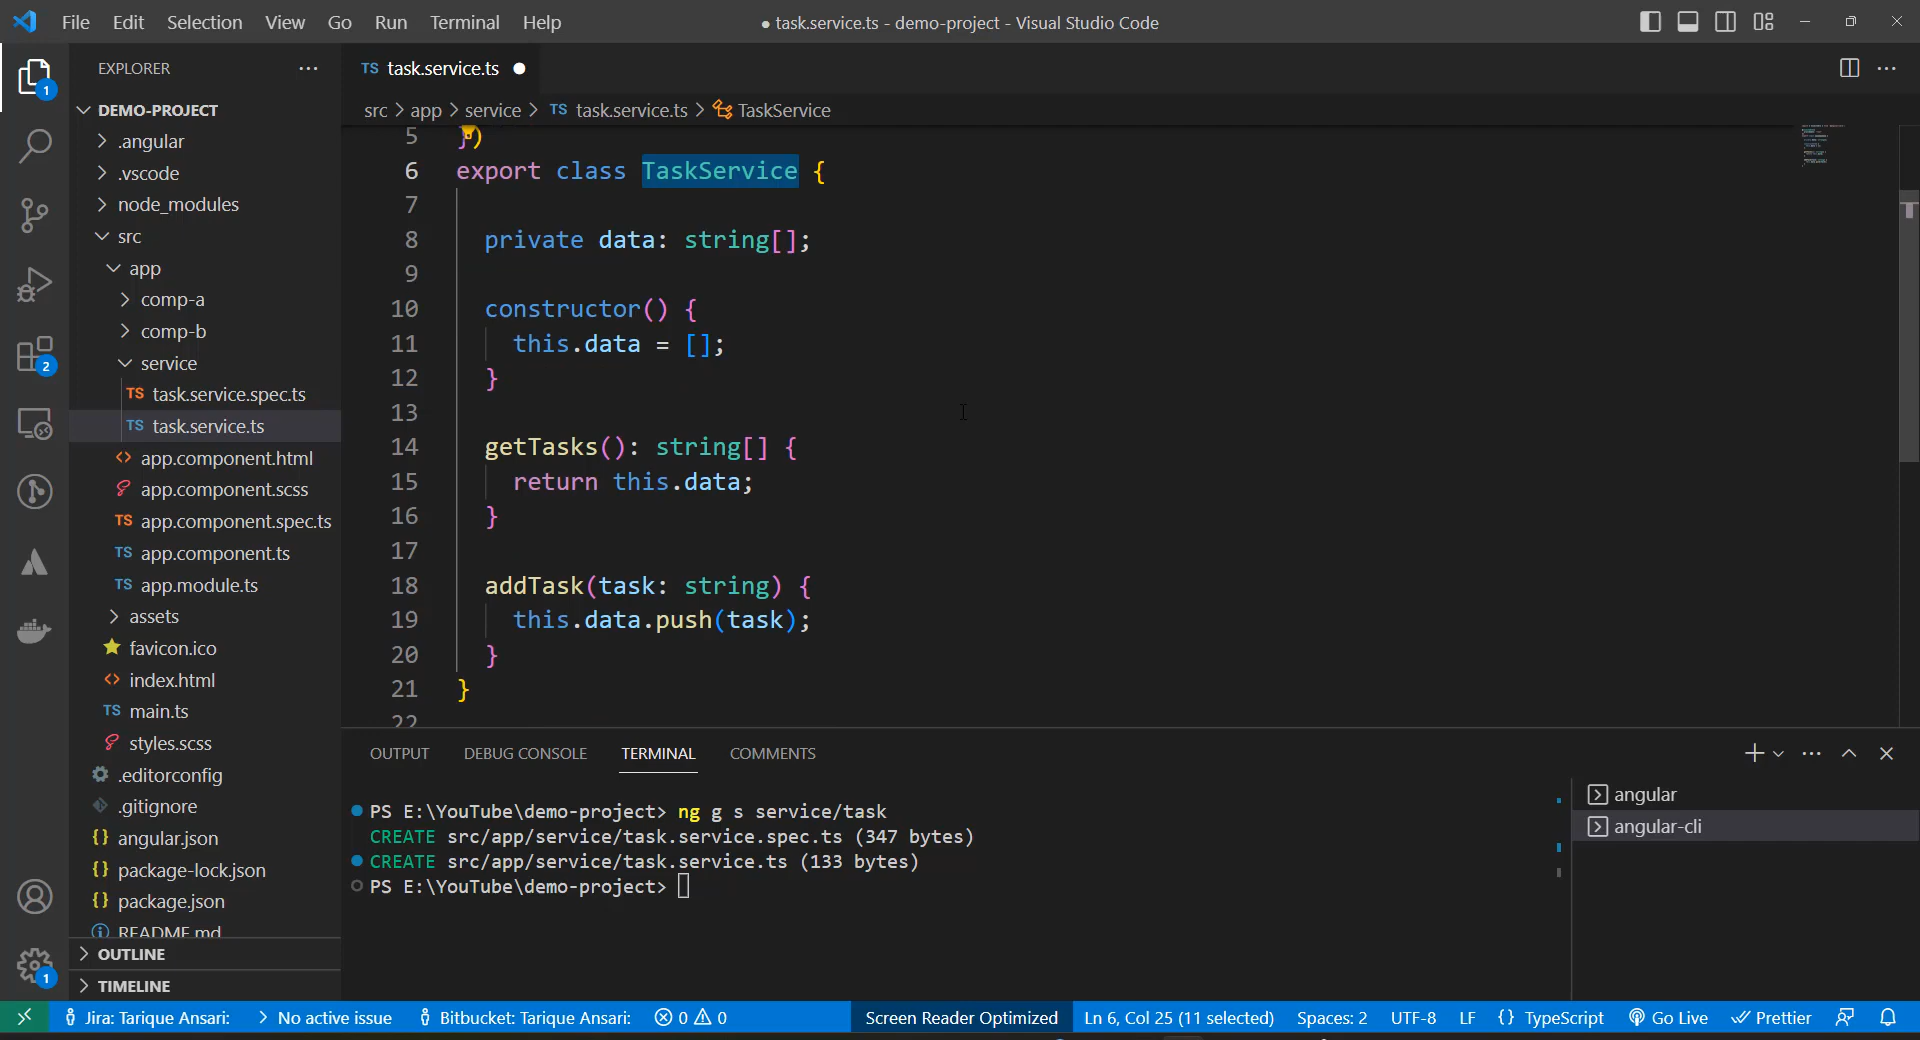 File Edit Selection View Go Run Terminal Help
● task.service.ts - demo-project - Visual Studio Code
EXPLORER
DEMO-PROJECT
.angular
.vscode
node_modules
src
app
comp-a
comp-b
service
TS task.service.spec.ts
TS task.service.ts
<> app.component.html
app.component.scss
TS app.component.spec.ts
TS app.component.ts
TS app.module.ts
assets
favicon.ico
<> index.html
TS main.ts
styles.scss
.editorconfig
.gitignore
{} angular.json
{} package-lock.json
{} package.json
README.md
OUTLINE
TIMELINE
1
2
1
TS task.service.ts ●
src > app > service > TS task.service.ts > TaskService
5 })
6 export class TaskService {
7
8 private data: string[];
9
10 constructor() {
11 this.data = [];
12 }
13
14 getTasks(): string[] {
15 return this.data;
16 }
17
18 addTask(task: string) {
19 this.data.push(task);
20 }
21 }
22
OUTPUT DEBUG CONSOLE TERMINAL COMMENTS
PS E:\YouTube\demo-project> ng g s service/task
CREATE src/app/service/task.service.spec.ts (347 bytes)
CREATE src/app/service/task.service.ts (133 bytes)
PS E:\YouTube\demo-project>
angular
angular-cli
Jira: Tarique Ansari: > No active issue Bitbucket: Tarique Ansari: 0 0 Screen Reader Optimized Ln 6, Col 25 (11 selected) Spaces: 2 UTF-8 LF {} TypeScript Go Live Prettier